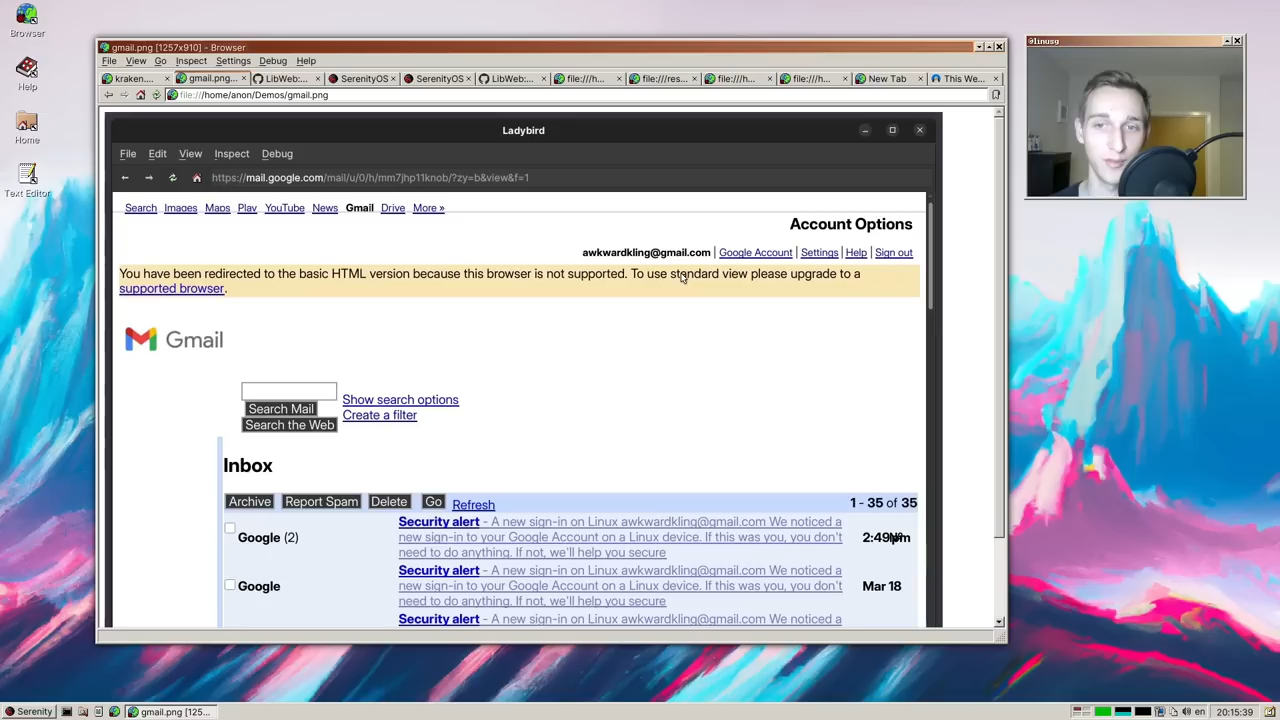 Browser
Help
Home
Text Editor
gmail.png [1257x910] - Browser
File View Go Inspect Settings Debug Help
kraken.... gmail.png... LibWeb:... SerenityOS SerenityOS LibWeb:... file:///h... file:///res... file:///h... file:///h... New Tab This We...
file:///home/anon/Demos/gmail.png
@linusg
Ladybird
File Edit View Inspect Debug
https://mail.google.com/mail/u/0/h/mm7jhp11knob/?zy=b&view&f=1
Search Images Maps Play YouTube News Gmail Drive More »
Account Options
awkwardkling@gmail.com | Google Account | Settings | Help | Sign out
You have been redirected to the basic HTML version because this browser is not supported. To use standard view please upgrade to a
supported browser.
Gmail
Show search options
Search Mail
Create a filter
Search the Web
Inbox
Archive Report Spam Delete Go Refresh 1 - 35 of 35
Security alert - A new sign-in on Linux awkwardkling@gmail.com We noticed a
Google (2) new sign-in to your Google Account on a Linux device. If this was you, you don't
need to do anything. If not, we'll help you secure
Security alert - A new sign-in on Linux awkwardkling@gmail.com We noticed a
Google new sign-in to your Google Account on a Linux device. If this was you, you don't Mar 18
need to do anything. If not, we'll help you secure
Security alert - A new sign-in on Linux awkwardkling@gmail.com We noticed a
Serenity gmail.png [125... en 20:15:39